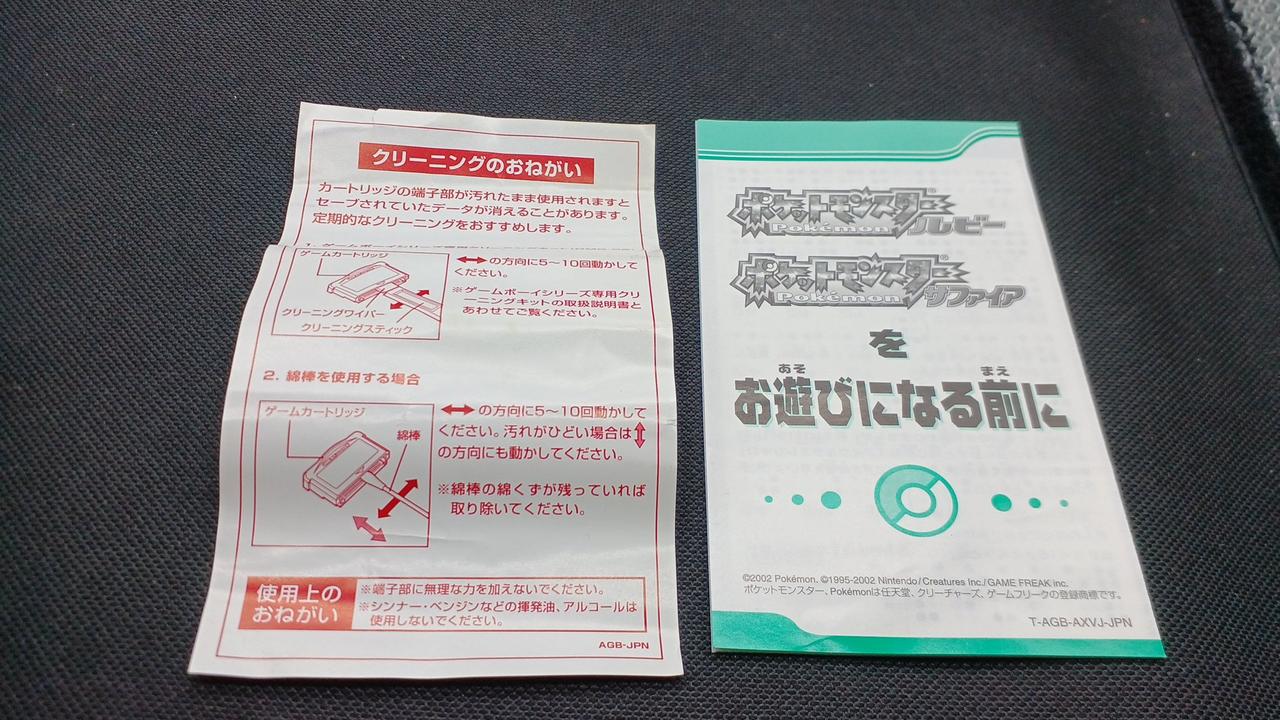 クリーニングのおねがい
カートリッジの端子部が汚れたまま使用されますと
セーブされていたデータが消えることがあります。
定期的なクリーニングをおすすめします。
ゲームカートリッジ
クリーニングワイパー
クリーニングスティック
の方向に5〜10回動かして
ください。
※ゲームボーイシリーズ専用クリ
ーニングキットの取扱説明書と
あわせてご覧ください。
2. 綿棒を使用する場合
ゲームカートリッジ
綿棒
の方向に5〜10回動かして
ください。汚れがひどい場合は
の方向にも動かしてください。
※綿棒の綿くずが残っていれば
取り除いてください。
使用上の
おねがい
※端子部に無理な力を加えないでください。
※シンナー・ベンジンなどの揮発油、アルコールは
使用しないでください。
AGB-JPN
ポケットモンスター®
Pokémon ルビー
ポケットモンスター®
Pokémon サファイア
を
あそ まえ
お遊びになる前に
©2002 Pokémon. ©1995-2002 Nintendo/Creatures Inc./GAME FREAK inc.
ポケットモンスター、Pokémonは任天堂、クリーチャーズ、ゲームフリークの登録商標です。
T-AGB-AXVJ-JPN